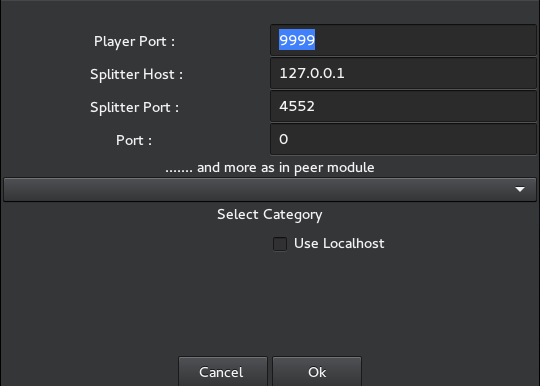 Player Port : 9999
Splitter Host : 127.0.0.1
Splitter Port : 4552
Port : 0
....... and more as in peer module
Select Category
Use Localhost
Cancel Ok